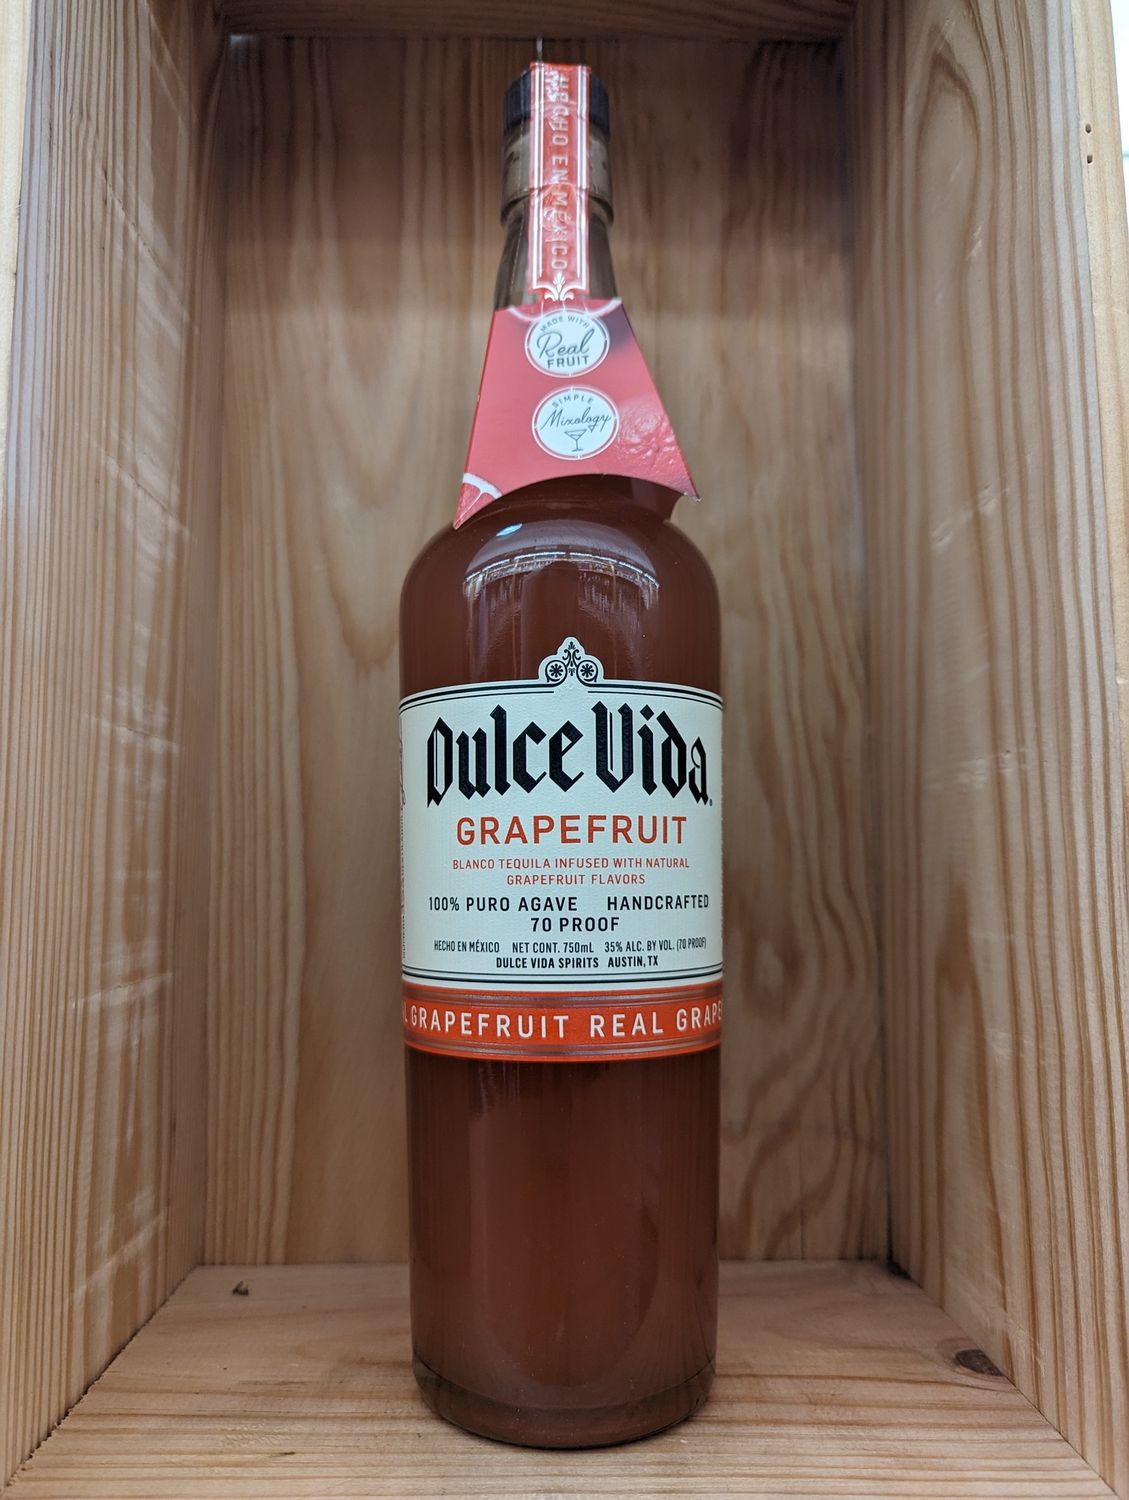 HECHO EN MÉXICO
MADE WITH
Real
FRUIT
SIMPLE
Mixology
Dulce Vida
GRAPEFRUIT
BLANCO TEQUILA INFUSED WITH NATURAL
GRAPEFRUIT FLAVORS
100% PURO AGAVE HANDCRAFTED
70 PROOF
HECHO EN MÉXICO NET CONT. 750mL 35% ALC. BY VOL. (70 PROOF)
DULCE VIDA SPIRITS AUSTIN, TX
L GRAPEFRUIT REAL GRAPE